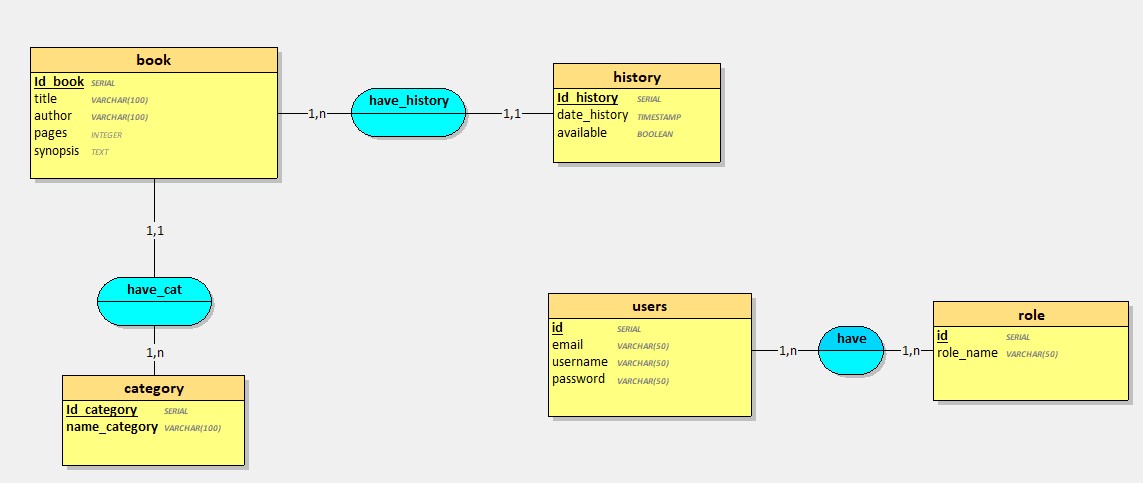 book
Id_book SERIAL
title VARCHAR(100)
author VARCHAR(100)
pages INTEGER
synopsis TEXT
1,n
have_history
1,1
history
Id_history SERIAL
date_history TIMESTAMP
available BOOLEAN
1,1
have_cat
1,n
category
Id_category SERIAL
name_category VARCHAR(100)
users
id SERIAL
email VARCHAR(50)
username VARCHAR(50)
password VARCHAR(50)
1,n
have
1,n
role
id SERIAL
role_name VARCHAR(50)